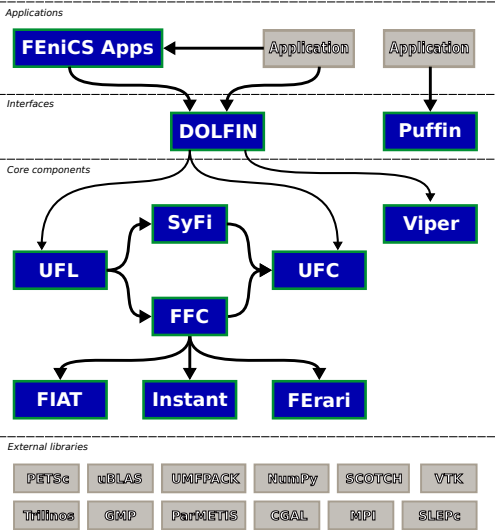 Applications
FEniCS Apps
Application
Application
Interfaces
DOLFIN
Puffin
Core components
SyFi
Viper
UFL
UFC
FFC
FIAT
Instant
FErari
External libraries
PETSc
uBLAS
UMFPACK
NumPy
SCOTCH
VTK
Trilinos
GMP
ParMETIS
CGAL
MPI
SLEPc